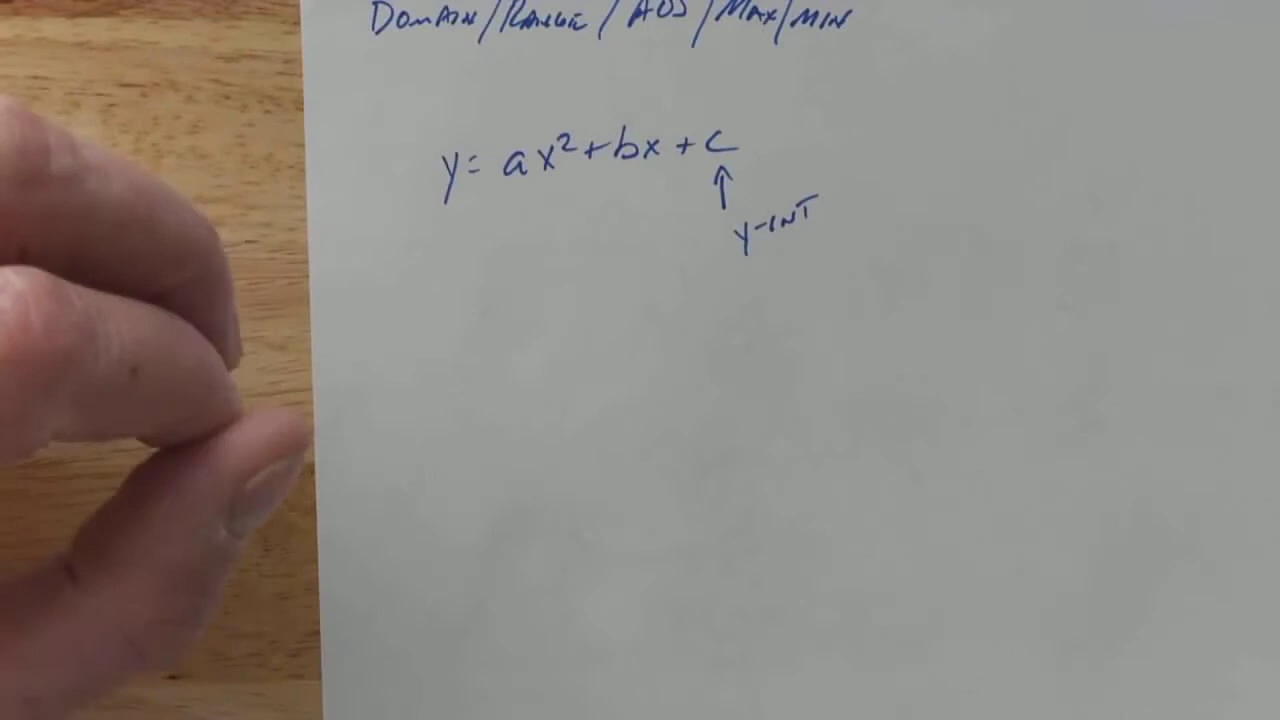 DOMAIN/RANGE/AOS/MAX/MIN
y= ax²+bx+c
↑
y-INT